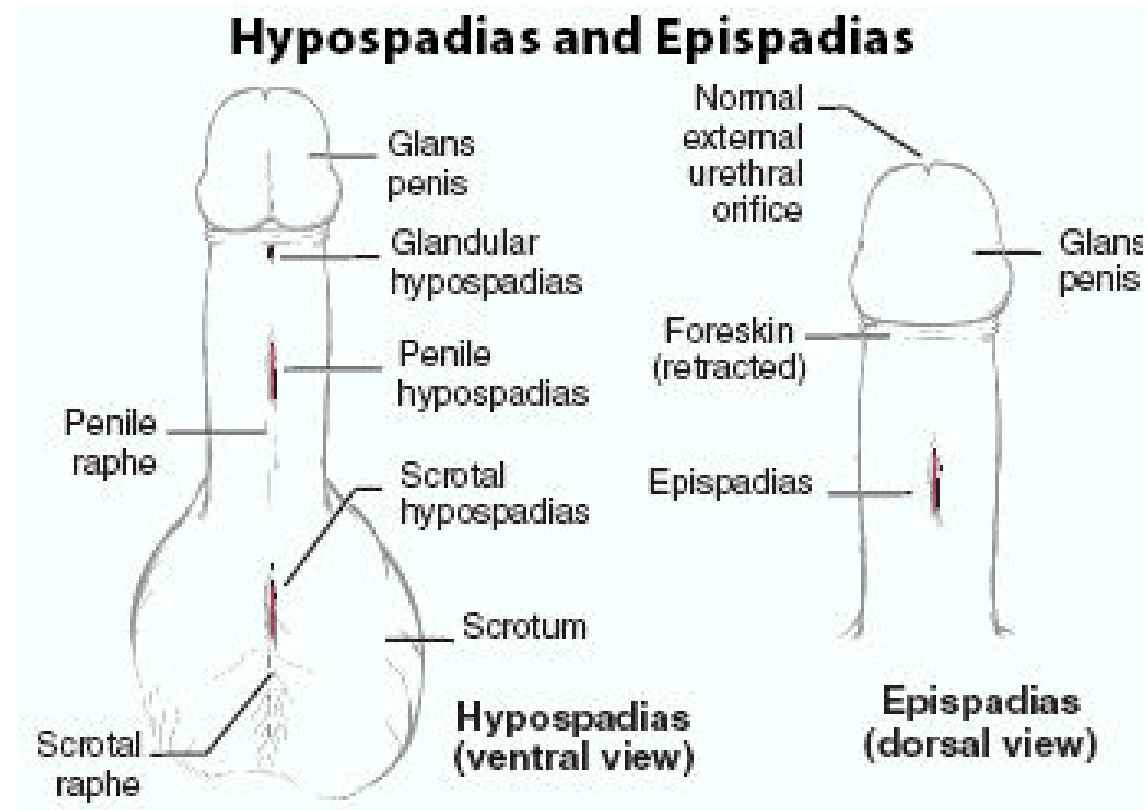 Hypospadias and Epispadias
Glans
penis
Glandular
hypospadias
Penile
hypospadias
Penile
raphe
Scrotal
hypospadias
Scrotum
Scrotal
raphe
Hypospadias
(ventral view)
Normal
external
urethral
orifice
Glans
penis
Foreskin
(retracted)
Epispadias
Epispadias
(dorsal view)